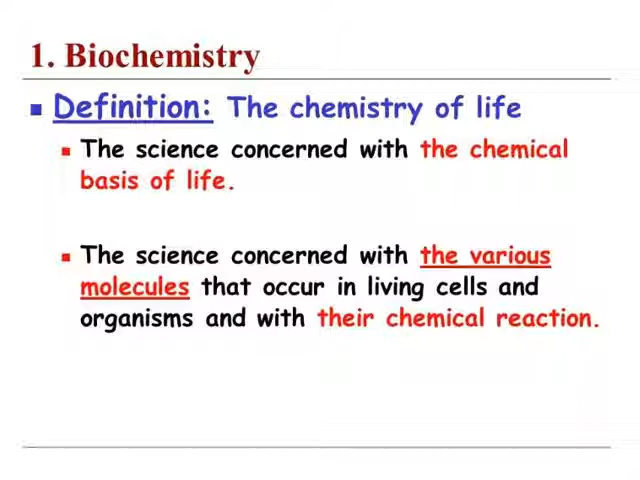 1. Biochemistry
Definition: The chemistry of life
The science concerned with the chemical
basis of life.
The science concerned with the various
molecules that occur in living cells and
organisms and with their chemical reaction.